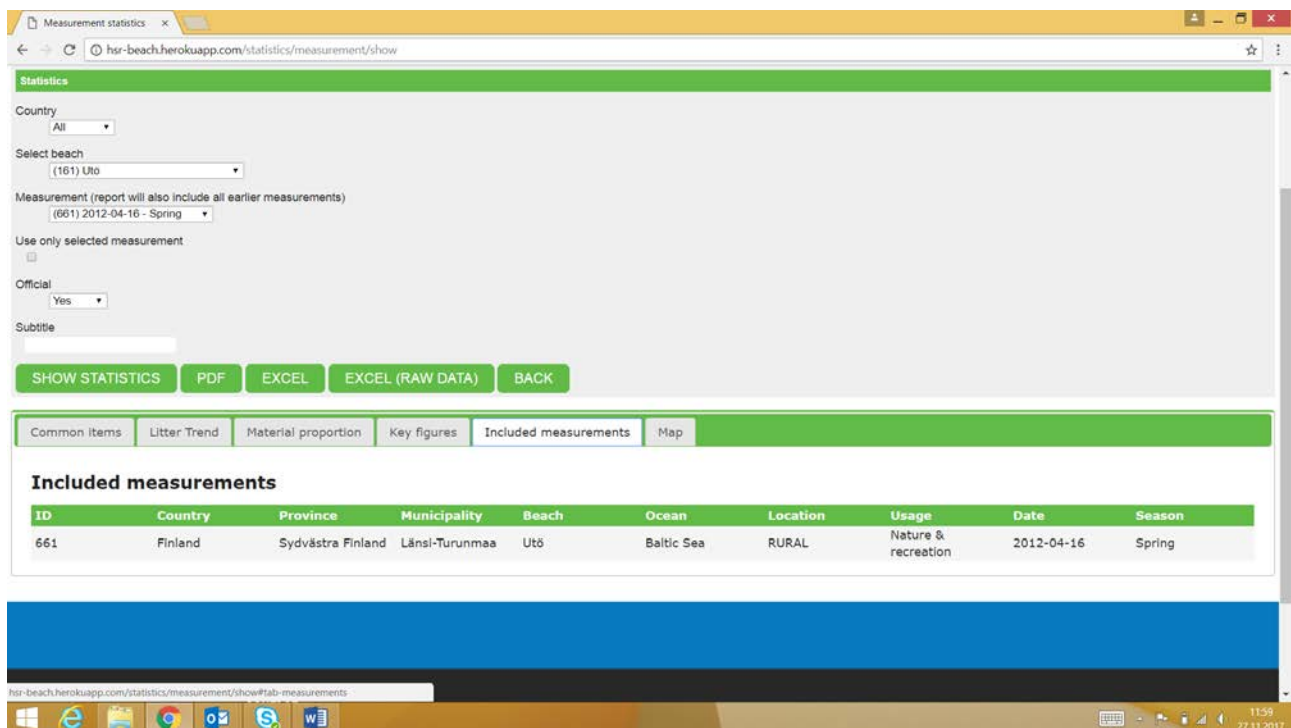 Measurement statistics
hsr-beach.herokuapp.com/statistics/measurement/show
Statistics
Country
All
Select beach
(161) Utö
Measurement (report will also include all earlier measurements)
(661) 2012-04-16 - Spring
Use only selected measurement
Official
Yes
Subtitle
SHOW STATISTICS PDF EXCEL EXCEL (RAW DATA) BACK
Common items Litter Trend Material proportion Key figures Included measurements Map
Included measurements
ID Country Province Municipality Beach Ocean Location Usage Date Season
661 Finland Sydvästra Finland Länsi-Turunmaa Utö Baltic Sea RURAL Nature & recreation 2012-04-16 Spring
hsr-beach.herokuapp.com/statistics/measurement/show#tab-measurements
11:59
27.11.2017